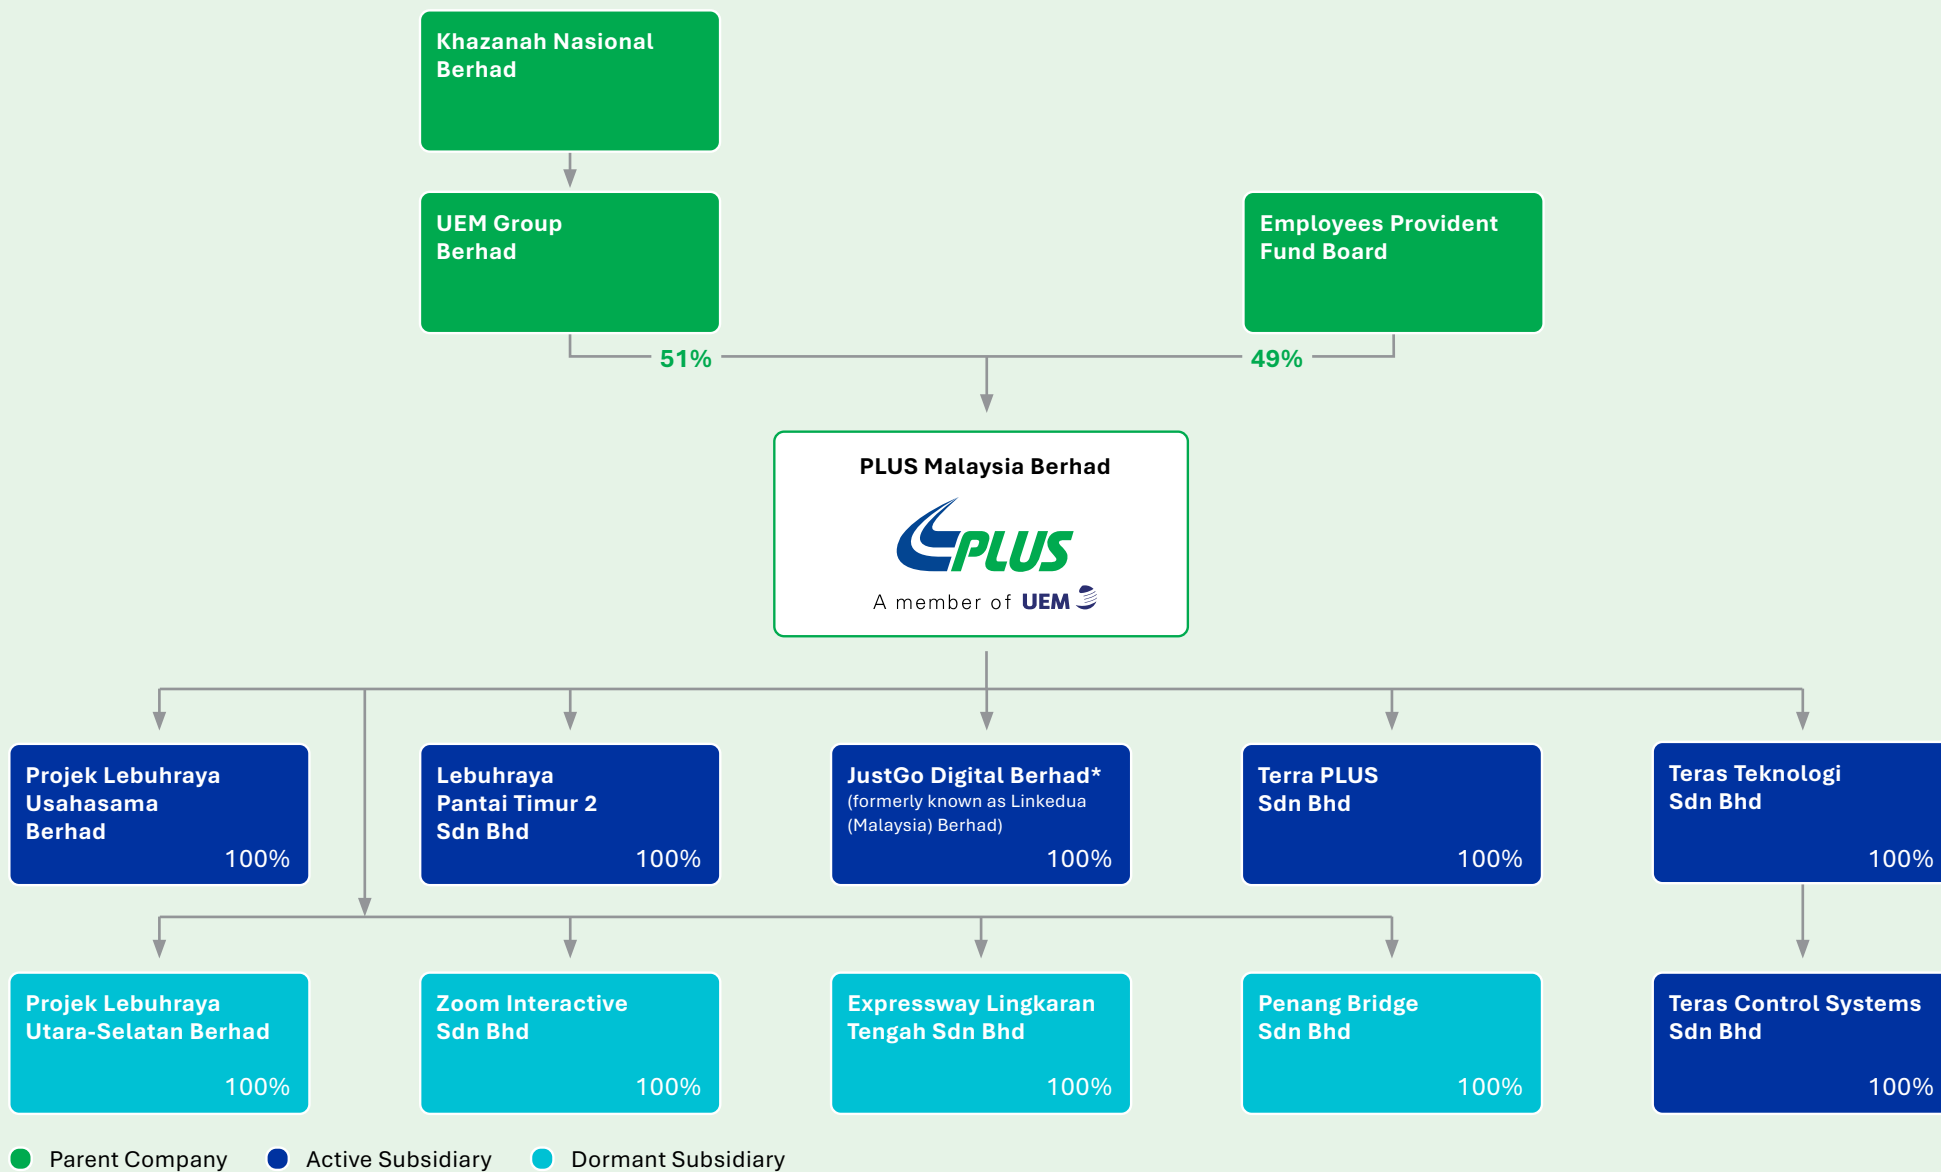 Khazanah Nasional
Berhad
UEM Group
Berhad
Employees Provident
Fund Board
51%
49%
PLUS Malaysia Berhad
PLUS
A member of UEM
Projek Lebuhraya
Usahasama
Berhad
100%
Lebuhraya
Pantai Timur 2
Sdn Bhd
100%
JustGo Digital Berhad*
(formerly known as Linkedua
(Malaysia) Berhad)
100%
Terra PLUS
Sdn Bhd
100%
Teras Teknologi
Sdn Bhd
100%
Projek Lebuhraya
Utara-Selatan Berhad
100%
Zoom Interactive
Sdn Bhd
100%
Expressway Lingkaran
Tengah Sdn Bhd
100%
Penang Bridge
Sdn Bhd
100%
Teras Control Systems
Sdn Bhd
100%
Parent Company
Active Subsidiary
Dormant Subsidiary